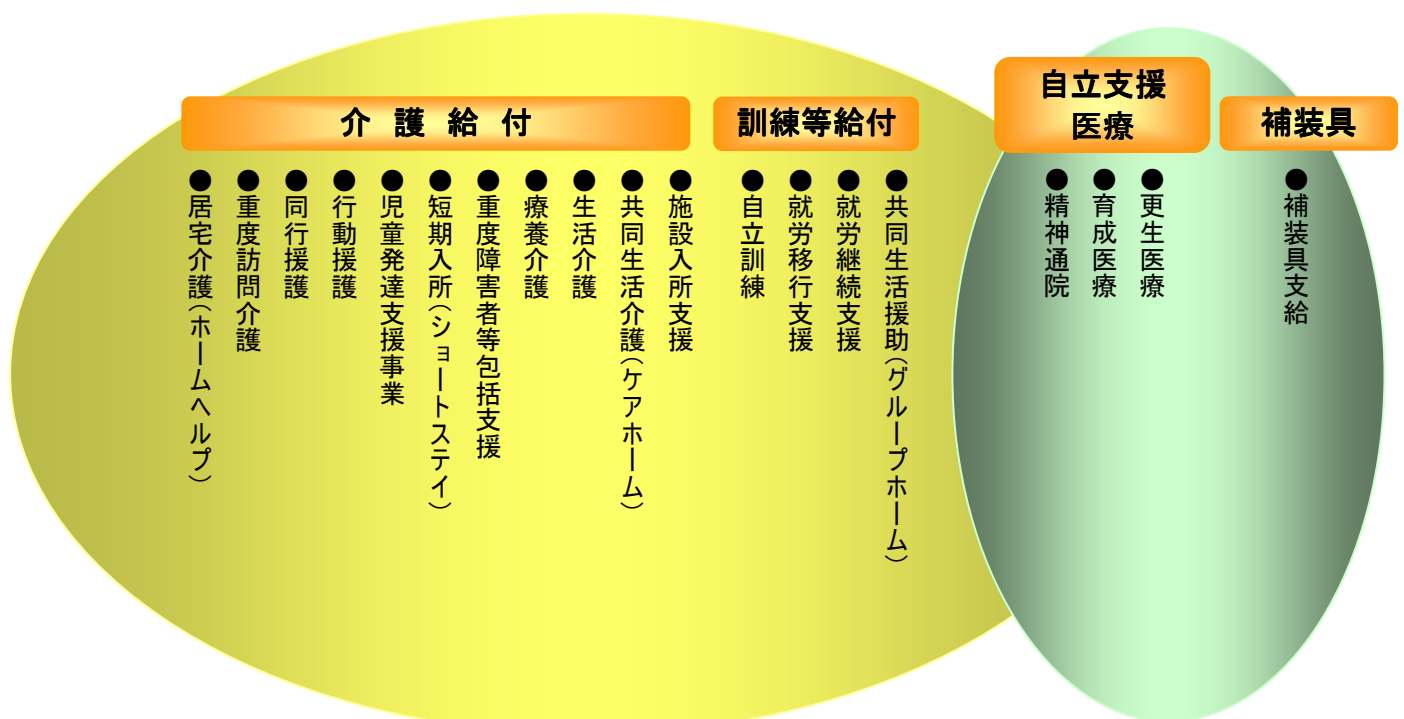 介護給付
●居宅介護（ホームヘルプ）
●重度訪問介護
●同行援護
●行動援護
●児童発達支援事業
●短期入所（ショートステイ）
●重度障害者等包括支援
●療養介護
●生活介護
●共同生活介護（ケアホーム）
●施設入所支援
訓練等給付
●自立訓練
●就労移行支援
●就労継続支援
●共同生活援助（グループホーム）
自立支援
医療
●精神通院
●育成医療
●更生医療
補装具
●補装具支給